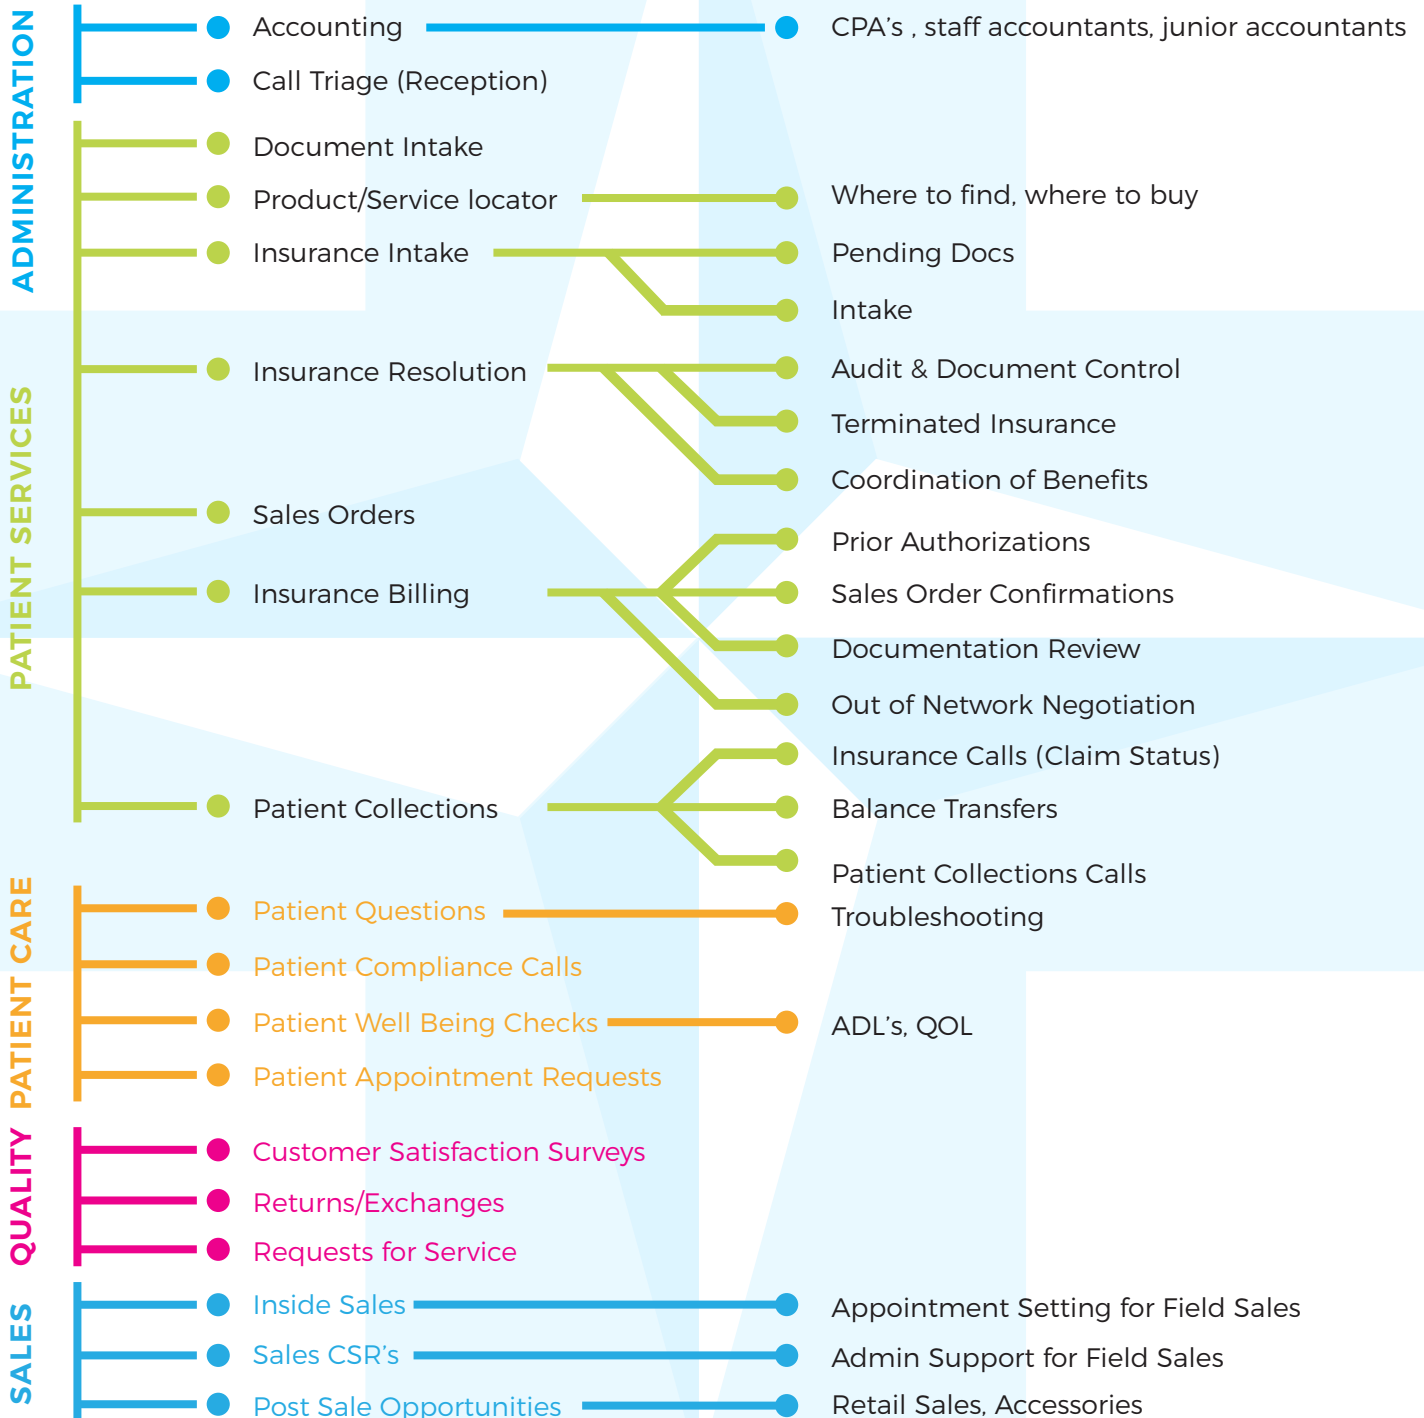 ADMINISTRATION
Accounting
CPA's , staff accountants, junior accountants
Call Triage (Reception)
PATIENT SERVICES
Document Intake
Product/Service locator
Where to find, where to buy
Insurance Intake
Pending Docs
Intake
Insurance Resolution
Audit & Document Control
Terminated Insurance
Coordination of Benefits
Sales Orders
Insurance Billing
Prior Authorizations
Sales Order Confirmations
Documentation Review
Out of Network Negotiation
Patient Collections
Insurance Calls (Claim Status)
Balance Transfers
Patient Collections Calls
PATIENT CARE
Patient Questions
Troubleshooting
Patient Compliance Calls
Patient Well Being Checks
ADL's, QOL
Patient Appointment Requests
QUALITY
Customer Satisfaction Surveys
Returns/Exchanges
Requests for Service
SALES
Inside Sales
Appointment Setting for Field Sales
Sales CSR's
Admin Support for Field Sales
Post Sale Opportunities
Retail Sales, Accessories